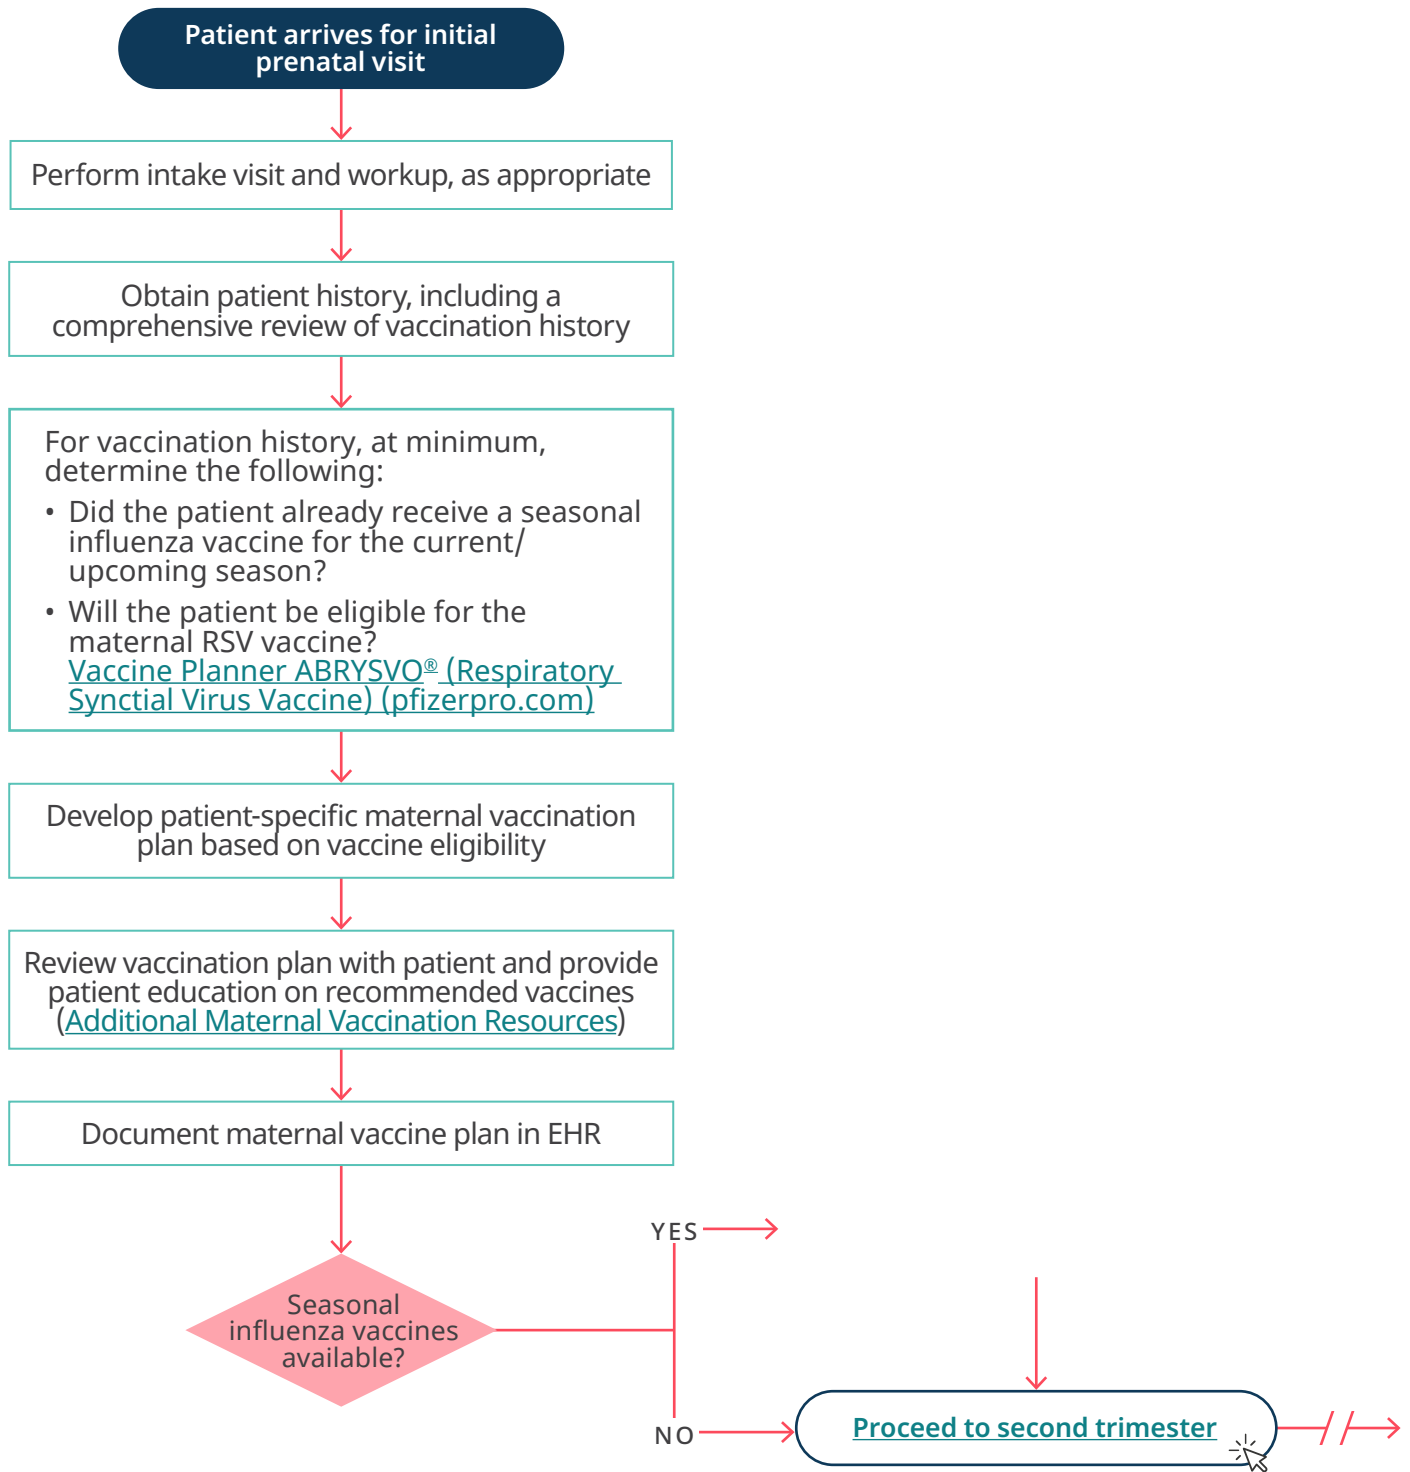 Patient arrives for initial
prenatal visit
Perform intake visit and workup, as appropriate
Obtain patient history, including a
comprehensive review of vaccination history
For vaccination history, at minimum,
determine the following:
• Did the patient already receive a seasonal
influenza vaccine for the current/
upcoming season?
• Will the patient be eligible for the
maternal RSV vaccine?
Vaccine Planner ABRYSVO® (Respiratory
Synctial Virus Vaccine) (pfizerpro.com)
Develop patient-specific maternal vaccination
plan based on vaccine eligibility
Review vaccination plan with patient and provide
patient education on recommended vaccines
(Additional Maternal Vaccination Resources)
Document maternal vaccine plan in EHR
YES
Seasonal
influenza vaccines
available?
NO
Proceed to second trimester